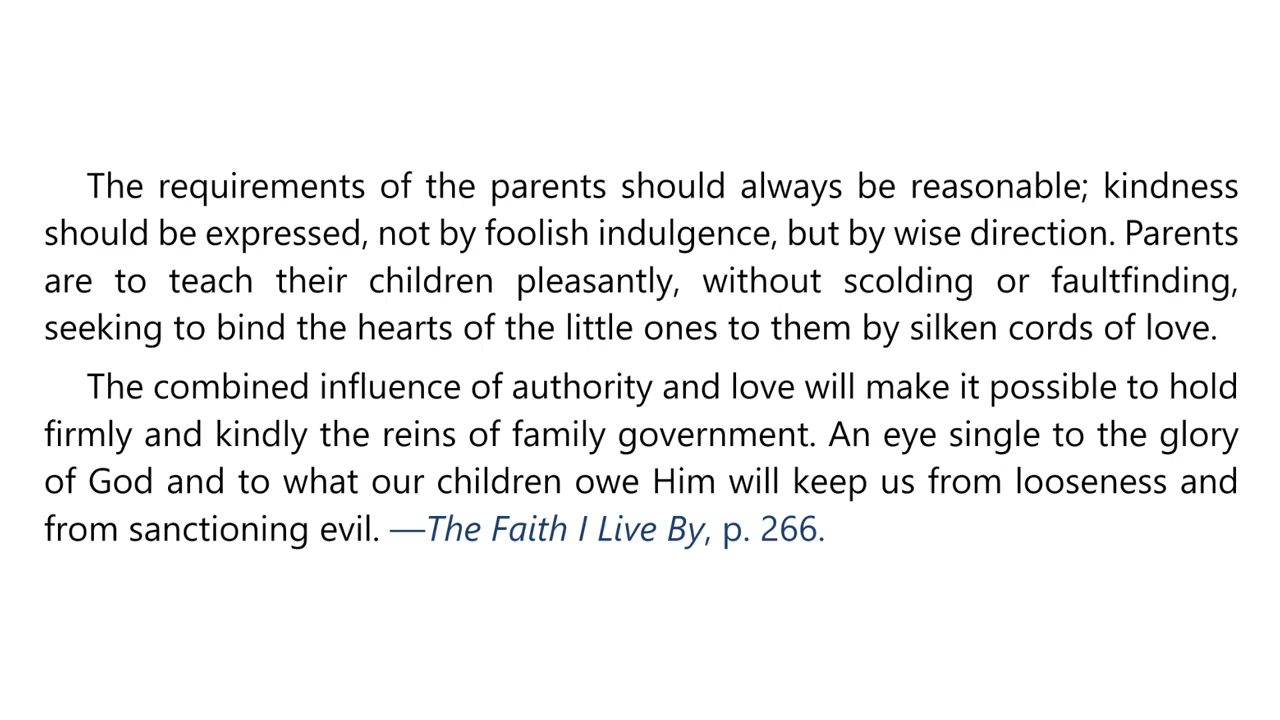 The requirements of the parents should always be reasonable; kindness
should be expressed, not by foolish indulgence, but by wise direction. Parents
are to teach their children pleasantly, without scolding or faultfinding,
seeking to bind the hearts of the little ones to them by silken cords of love.
The combined influence of authority and love will make it possible to hold
firmly and kindly the reins of family government. An eye single to the glory
of God and to what our children owe Him will keep us from looseness and
from sanctioning evil. —The Faith I Live By, p. 266.